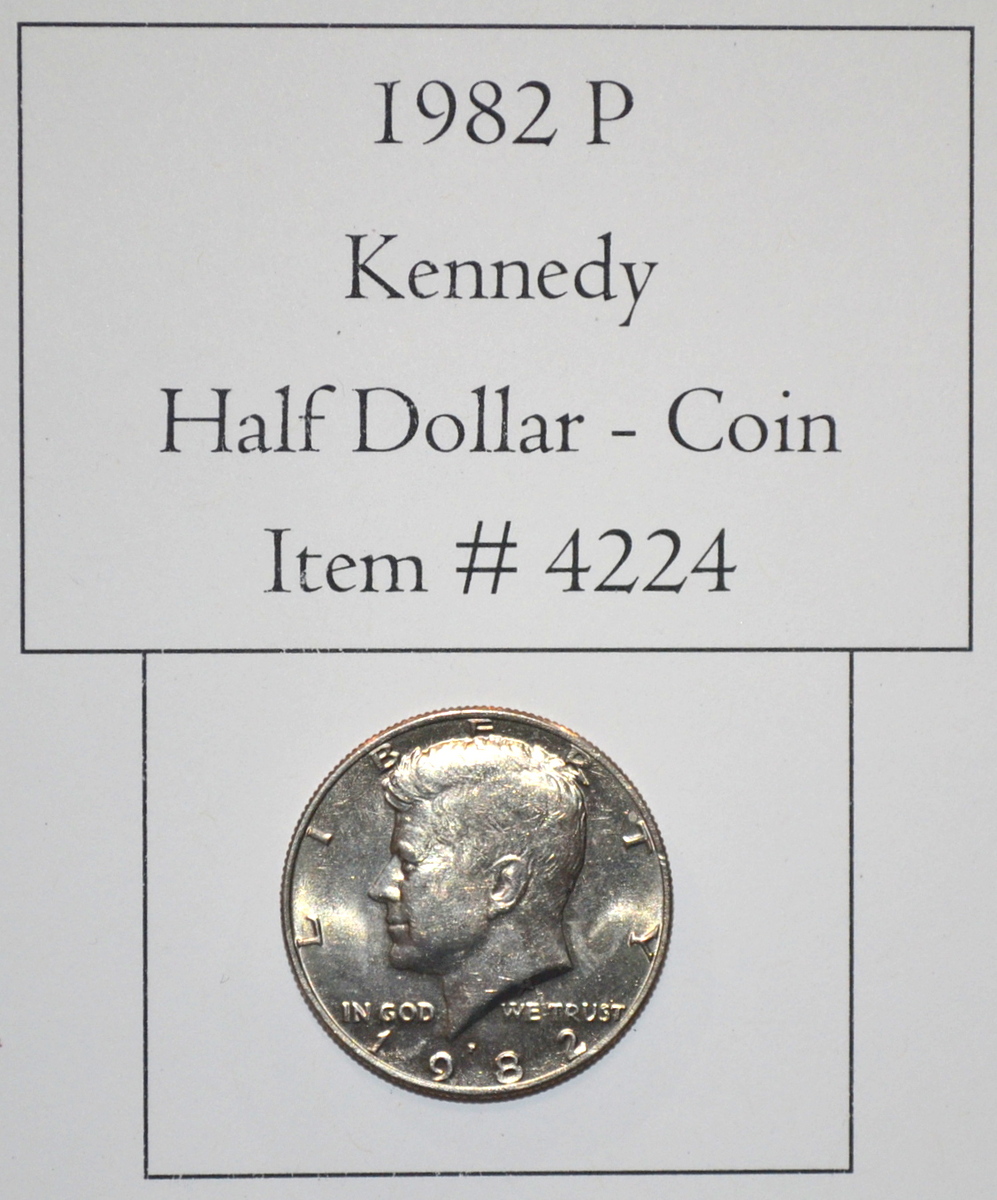 1982 P
Kennedy
Half Dollar - Coin
Item # 4224
LIBERTY
IN GOD WE TRUST
1982